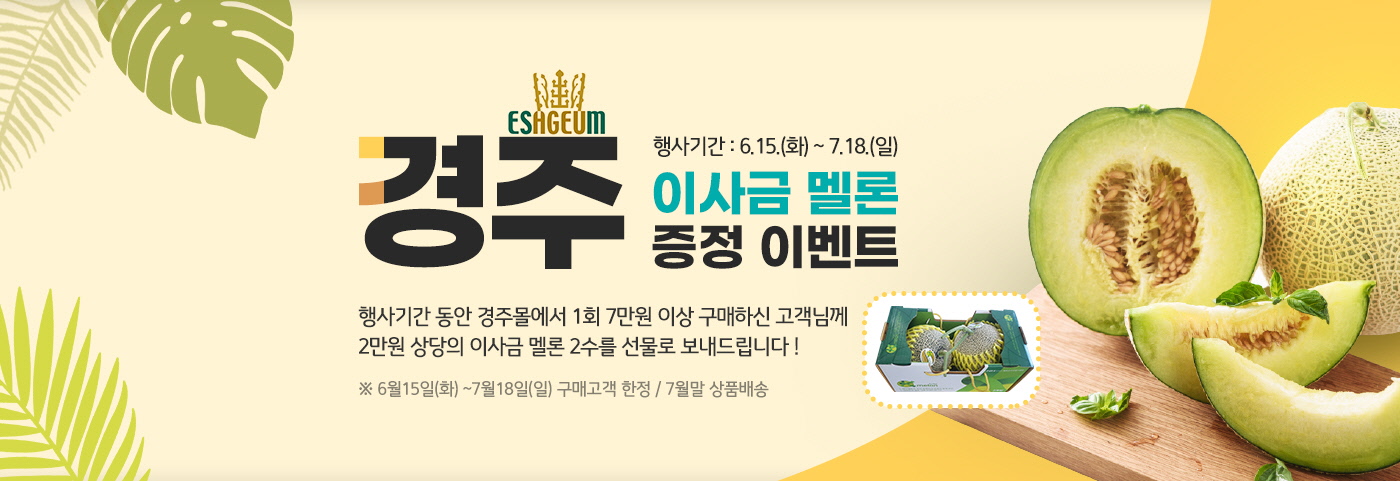 ESAGEUM
경주
행사기간 : 6.15.(화) ~ 7.18.(일)
이사금 멜론
증정 이벤트
행사기간 동안 경주몰에서 1회 7만원 이상 구매하신 고객님께
2만원 상당의 이사금 멜론 2수를 선물로 보내드립니다 !
※ 6월15일(화) ~7월18일(일) 구매고객 한정 / 7월말 상품배송
melon